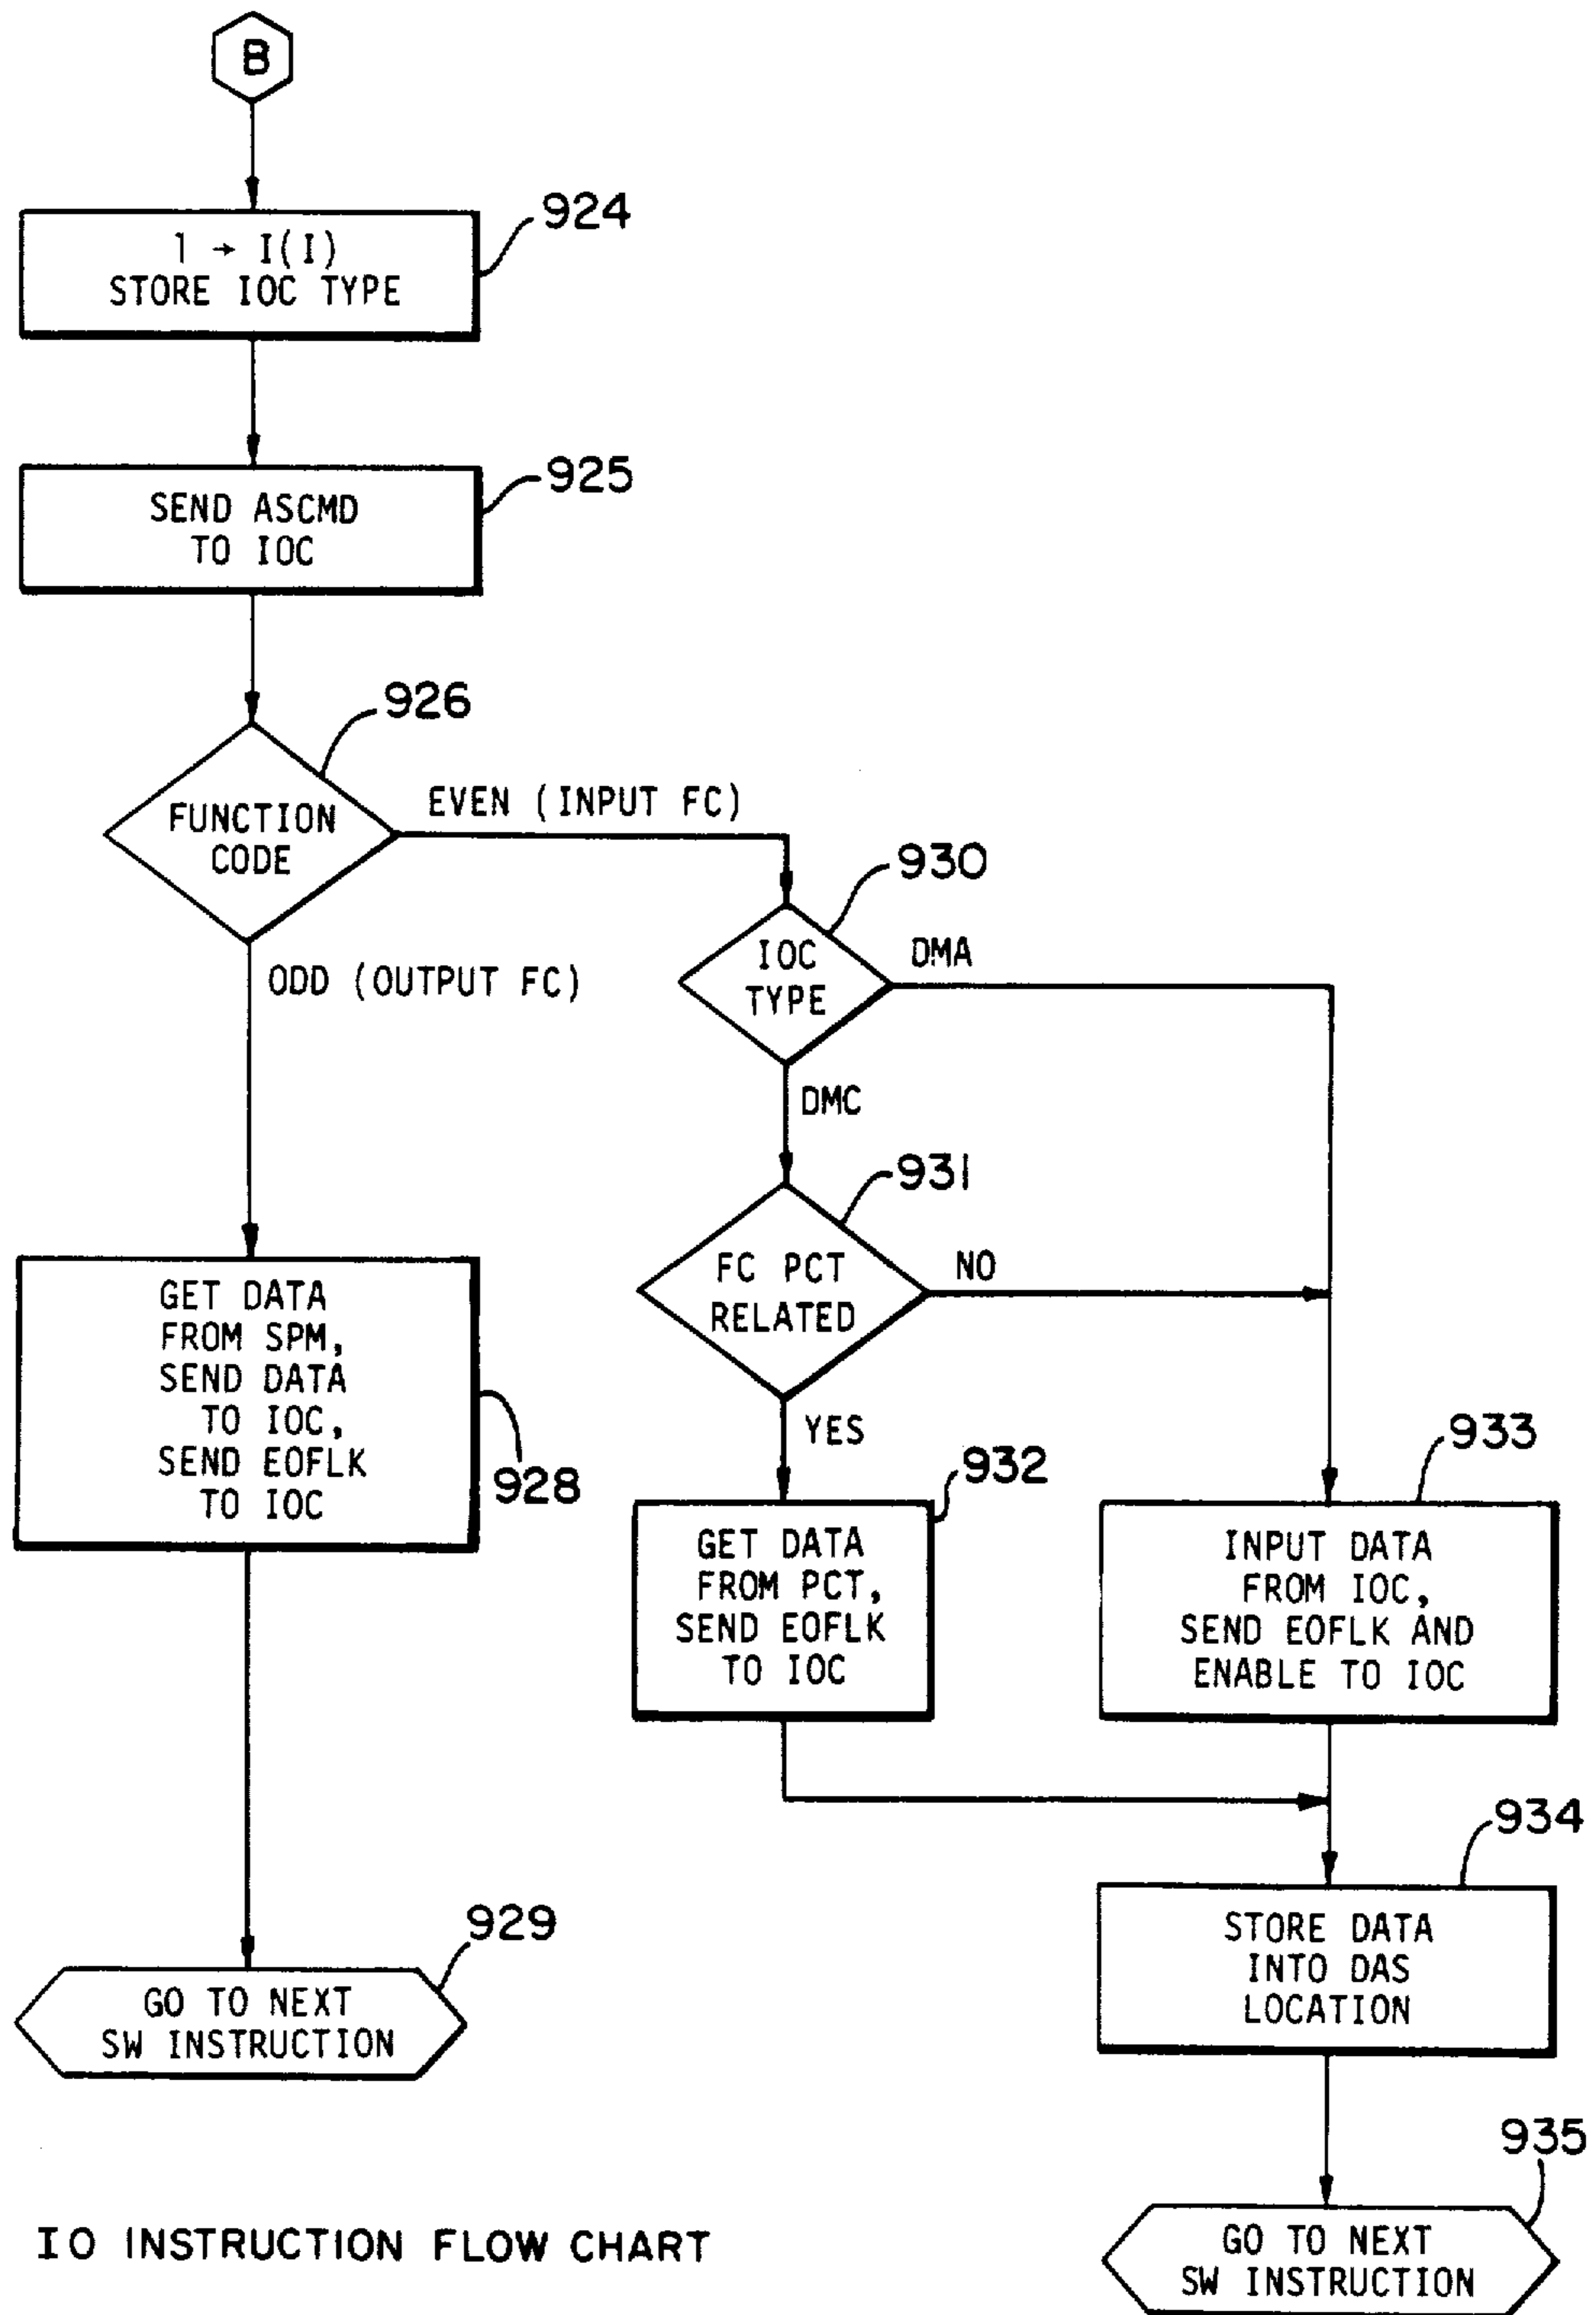 B
924
1 → I(I)
STORE IOC TYPE
925
SEND ASCMD
TO IOC
926
FUNCTION
CODE
EVEN (INPUT FC)
ODD (OUTPUT FC)
930
IOC
TYPE
DMA
DMC
931
FC PCT
RELATED
NO
YES
GET DATA
FROM SPM,
SEND DATA
TO IOC,
SEND EOFLK
TO IOC
928
932
GET DATA
FROM PCT,
SEND EOFLK
TO IOC
933
INPUT DATA
FROM IOC,
SEND EOFLK AND
ENABLE TO IOC
934
STORE DATA
INTO DAS
LOCATION
929
GO TO NEXT
SW INSTRUCTION
935
GO TO NEXT
SW INSTRUCTION
IO INSTRUCTION FLOW CHART